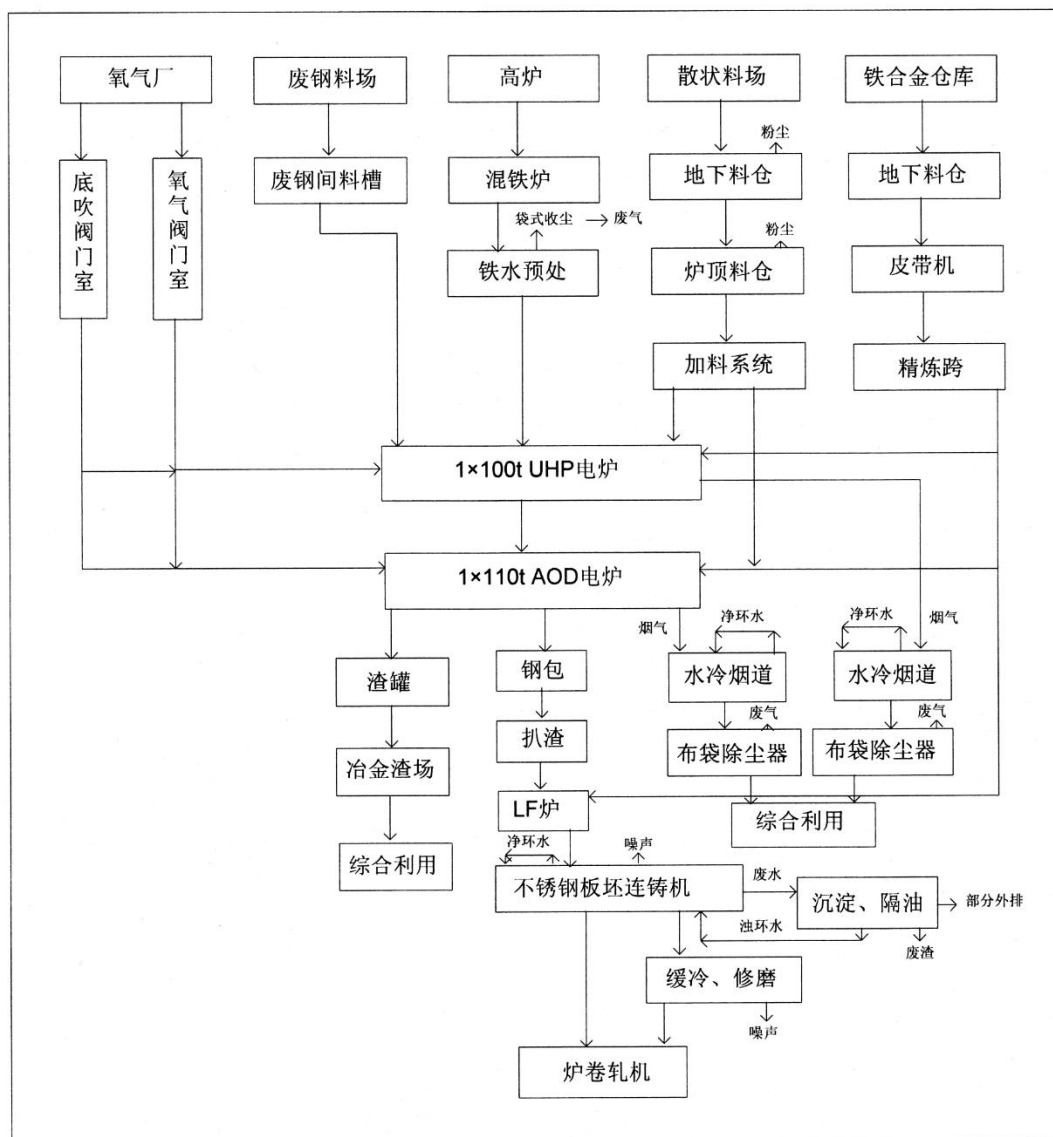 氧气厂
废钢料场
高炉
散状料场
铁合金仓库
粉尘
底吹阀门室
氧气阀门室
废钢间料槽
混铁炉
地下料仓
地下料仓
袋式收尘
废气
粉尘
铁水预处
炉顶料仓
皮带机
加料系统
精炼跨
1×100t UHP电炉
1×110t AOD电炉
烟气
净环水
净环水
烟气
渣罐
钢包
水冷烟道
水冷烟道
废气
废气
扒渣
布袋除尘器
布袋除尘器
冶金渣场
LF炉
综合利用
净环水
噪声
综合利用
不锈钢板坯连铸机
废水
沉淀、隔油
部分外排
浊环水
废渣
缓冷、修磨
噪声
炉卷轧机